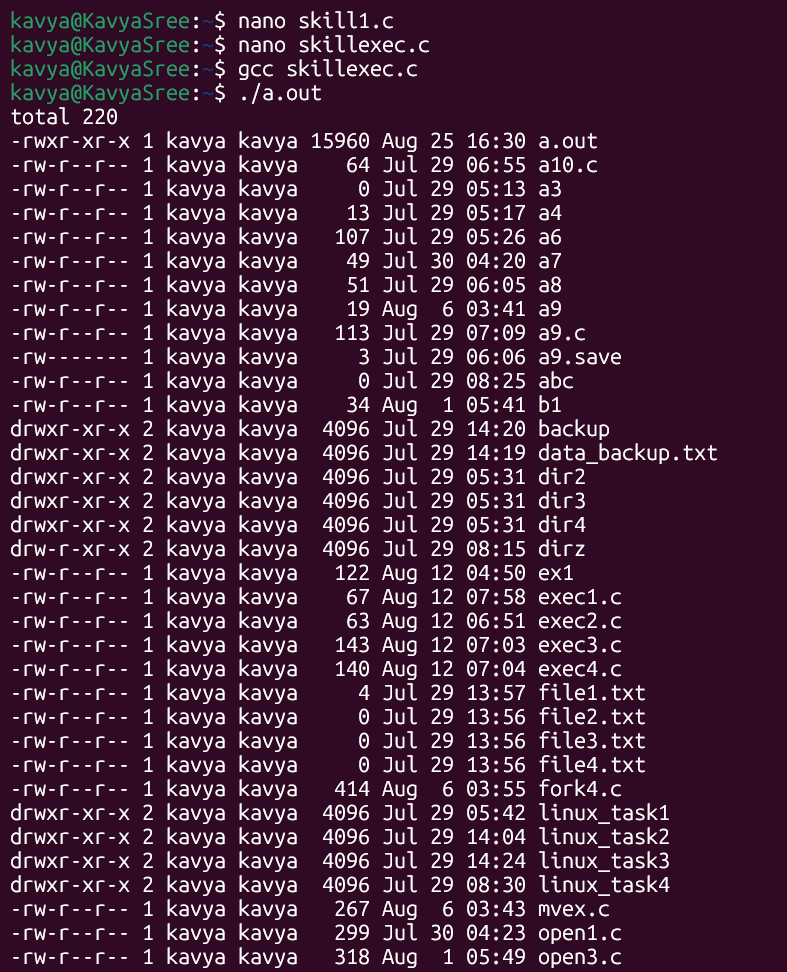 kavya@KavyaSree:~$ nano skill1.c
kavya@KavyaSree:~$ nano skillexec.c
kavya@KavyaSree:~$ gcc skillexec.c
kavya@KavyaSree:~$ ./a.out
total 220
-rwxr-xr-x 1 kavya kavya 15960 Aug 25 16:30 a.out
-rw-r--r-- 1 kavya kavya    64 Jul 29 06:55 a10.c
-rw-r--r-- 1 kavya kavya     0 Jul 29 05:13 a3
-rw-r--r-- 1 kavya kavya    13 Jul 29 05:17 a4
-rw-r--r-- 1 kavya kavya   107 Jul 29 05:26 a6
-rw-r--r-- 1 kavya kavya    49 Jul 30 04:20 a7
-rw-r--r-- 1 kavya kavya    51 Jul 29 06:05 a8
-rw-r--r-- 1 kavya kavya    19 Aug  6 03:41 a9
-rw-r--r-- 1 kavya kavya   113 Jul 29 07:09 a9.c
-rw------- 1 kavya kavya     3 Jul 29 06:06 a9.save
-rw-r--r-- 1 kavya kavya     0 Jul 29 08:25 abc
-rw-r--r-- 1 kavya kavya    34 Aug  1 05:41 b1
drwxr-xr-x 2 kavya kavya  4096 Jul 29 14:20 backup
drwxr-xr-x 2 kavya kavya  4096 Jul 29 14:19 data_backup.txt
drwxr-xr-x 2 kavya kavya  4096 Jul 29 05:31 dir2
drwxr-xr-x 2 kavya kavya  4096 Jul 29 05:31 dir3
drwxr-xr-x 2 kavya kavya  4096 Jul 29 05:31 dir4
drw-r-xr-x 2 kavya kavya  4096 Jul 29 08:15 dirz
-rw-r--r-- 1 kavya kavya   122 Aug 12 04:50 ex1
-rw-r--r-- 1 kavya kavya    67 Aug 12 07:58 exec1.c
-rw-r--r-- 1 kavya kavya    63 Aug 12 06:51 exec2.c
-rw-r--r-- 1 kavya kavya   143 Aug 12 07:03 exec3.c
-rw-r--r-- 1 kavya kavya   140 Aug 12 07:04 exec4.c
-rw-r--r-- 1 kavya kavya     4 Jul 29 13:57 file1.txt
-rw-r--r-- 1 kavya kavya     0 Jul 29 13:56 file2.txt
-rw-r--r-- 1 kavya kavya     0 Jul 29 13:56 file3.txt
-rw-r--r-- 1 kavya kavya     0 Jul 29 13:56 file4.txt
-rw-r--r-- 1 kavya kavya   414 Aug  6 03:55 fork4.c
drwxr-xr-x 2 kavya kavya  4096 Jul 29 05:42 linux_task1
drwxr-xr-x 2 kavya kavya  4096 Jul 29 14:04 linux_task2
drwxr-xr-x 2 kavya kavya  4096 Jul 29 14:24 linux_task3
drwxr-xr-x 2 kavya kavya  4096 Jul 29 08:30 linux_task4
-rw-r--r-- 1 kavya kavya   267 Aug  6 03:43 mvex.c
-rw-r--r-- 1 kavya kavya   299 Jul 30 04:23 open1.c
-rw-r--r-- 1 kavya kavya   318 Aug  1 05:49 open3.c